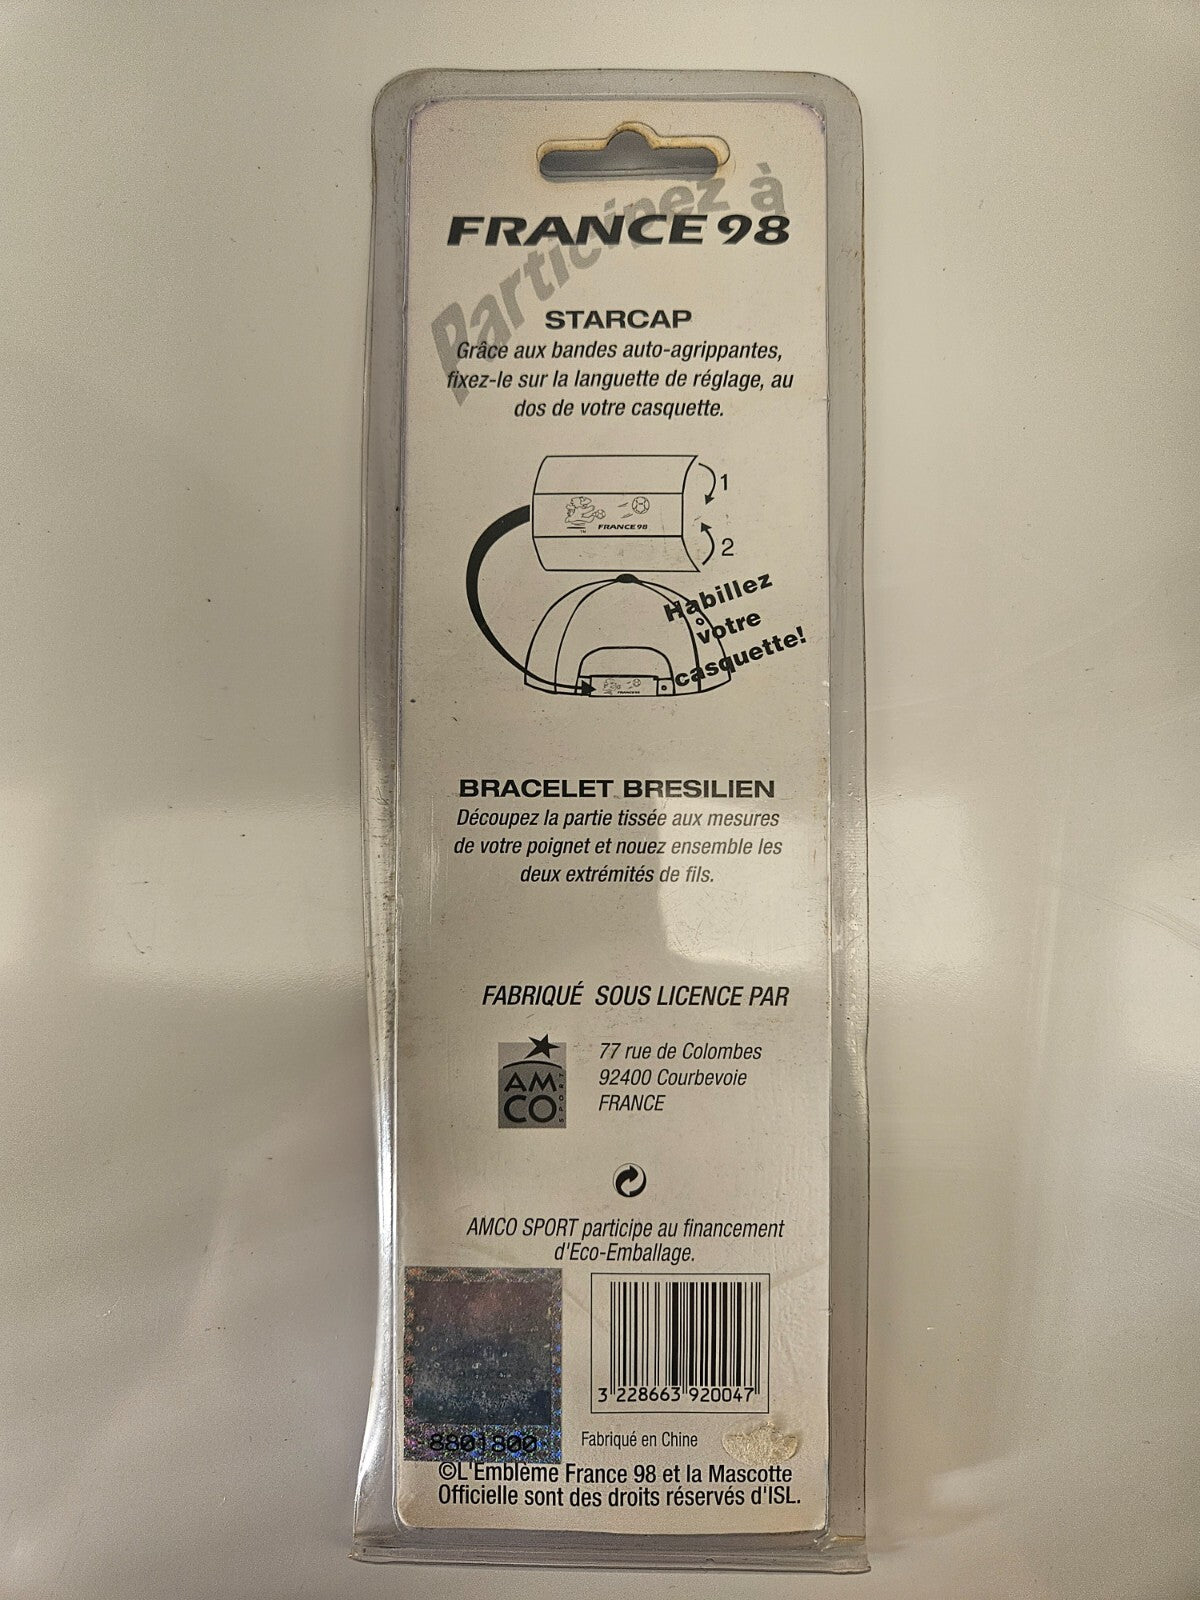 Participez à
FRANCE 98
STARCAP
Grâce aux bandes auto-agrippantes,
fixez-le sur la languette de réglage, au
dos de votre casquette.
1
FRANCE 98
TM
2
Habillez
votre
casquette!
FRANCE 98
BRACELET BRESILIEN
Découpez la partie tissée aux mesures
de votre poignet et nouez ensemble les
deux extrémités de fils.
FABRIQUÉ SOUS LICENCE PAR
AM
CO
SPORT
77 rue de Colombes
92400 Courbevoie
FRANCE
AMCO SPORT participe au financement
d'Eco-Emballage.
3 228663 920047
8801800
Fabriqué en Chine
©L'Emblème France 98 et la Mascotte
Officielle sont des droits réservés d'ISL.